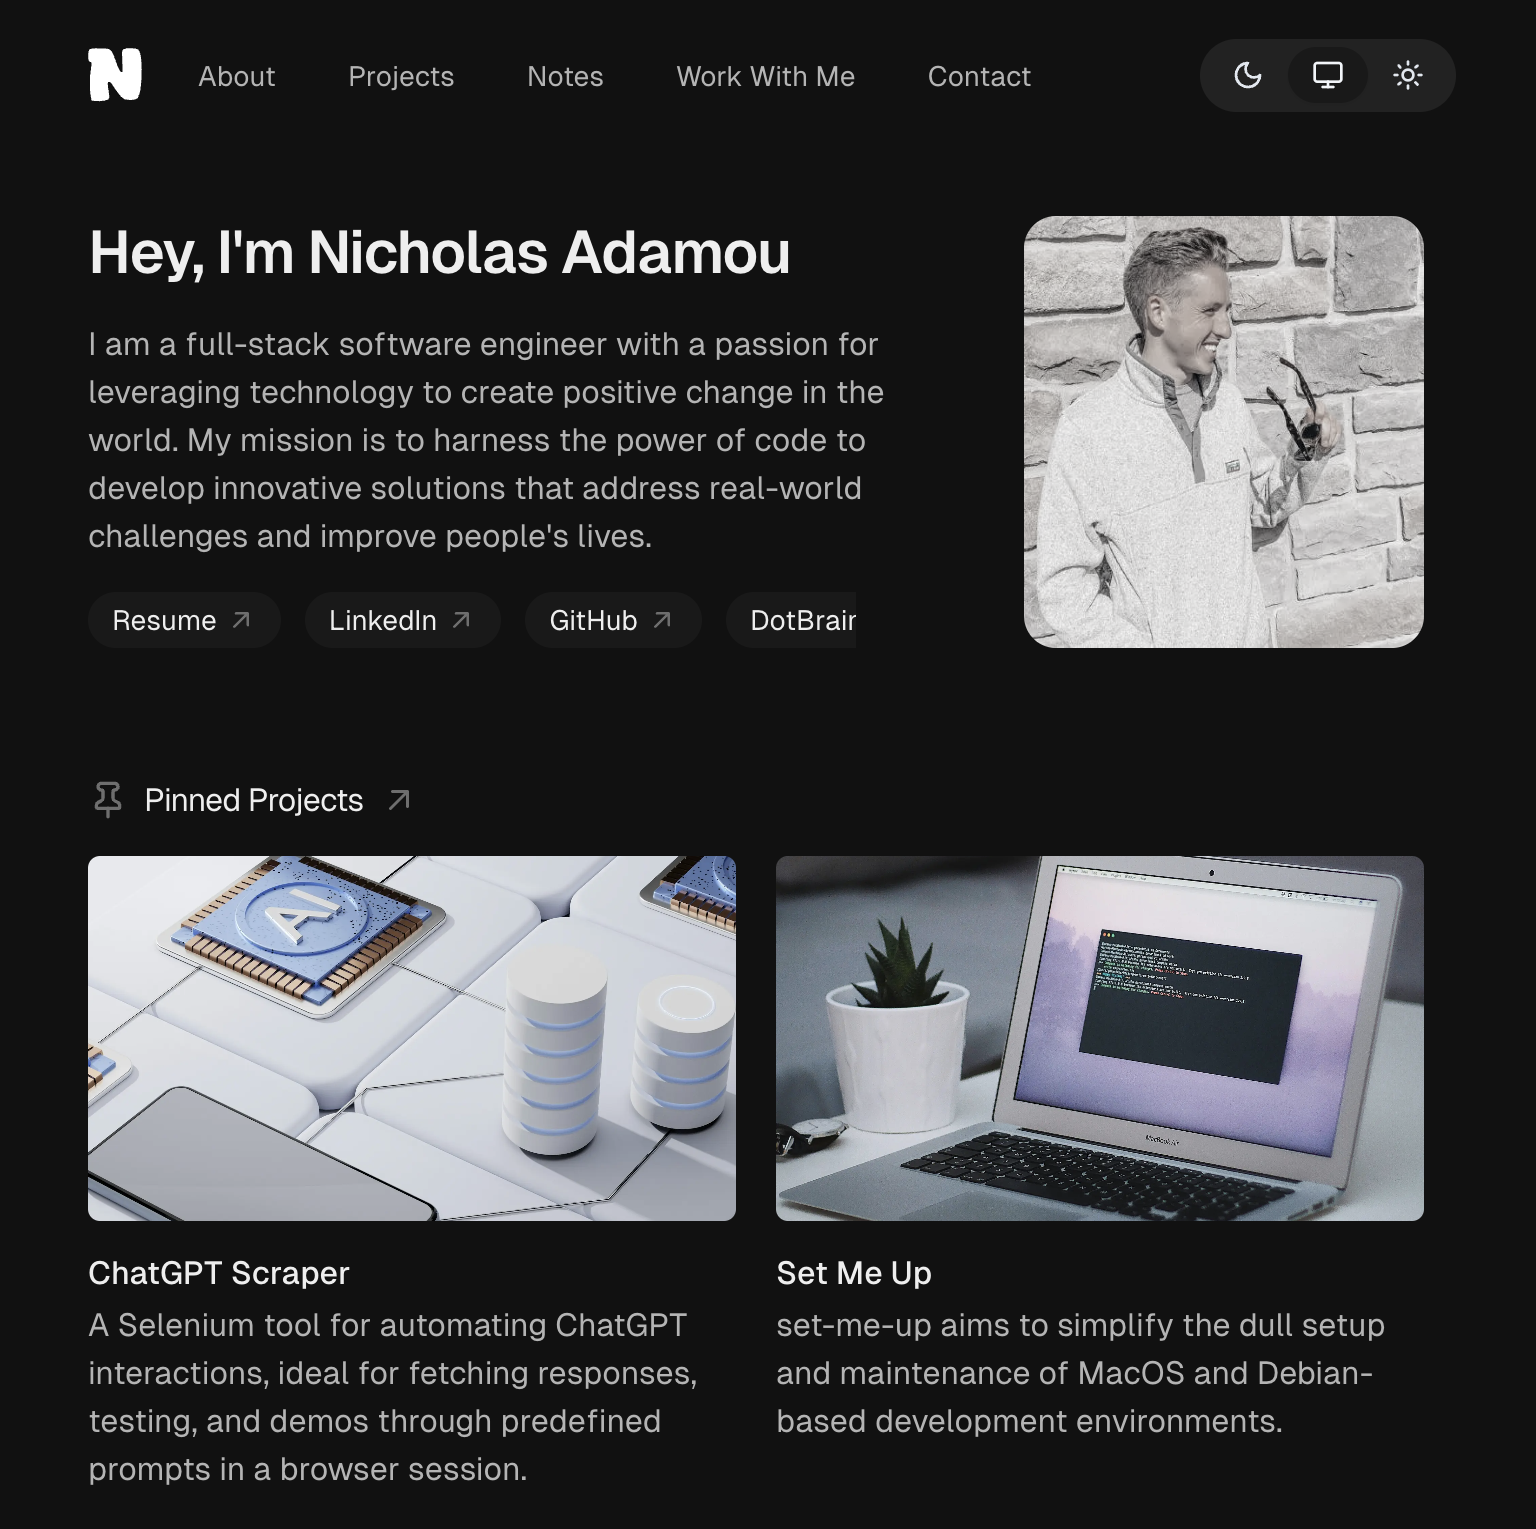 N
About Projects Notes Work With Me Contact
Hey, I'm Nicholas Adamou
I am a full-stack software engineer with a passion for
leveraging technology to create positive change in the
world. My mission is to harness the power of code to
develop innovative solutions that address real-world
challenges and improve people's lives.
Resume LinkedIn GitHub DotBrain
Pinned Projects
AI
MacBook Air
ChatGPT Scraper
Set Me Up
A Selenium tool for automating ChatGPT
interactions, ideal for fetching responses,
testing, and demos through predefined
prompts in a browser session.
set-me-up aims to simplify the dull setup
and maintenance of MacOS and Debian-
based development environments.